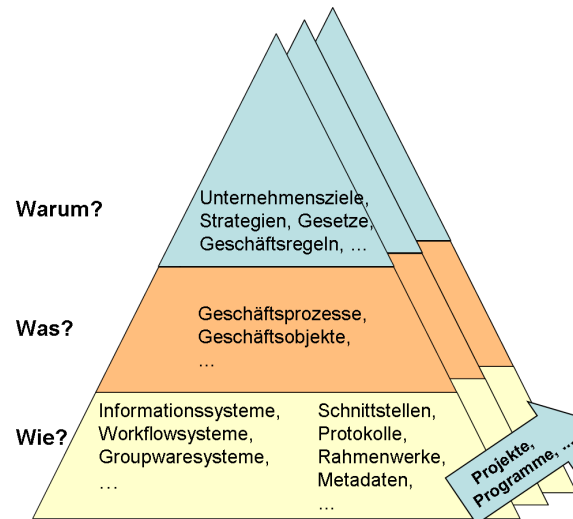 Warum?
Unternehmensziele,
Strategien, Gesetze,
Geschäftsregeln, ...
Was?
Geschäftsprozesse,
Geschäftsobjekte,
...
Wie?
Informationssysteme,
Workflowsysteme,
Groupwaresysteme,
...
Schnittstellen,
Protokolle,
Rahmenwerke,
Metadaten,
...
Projekte,
Programme, ...